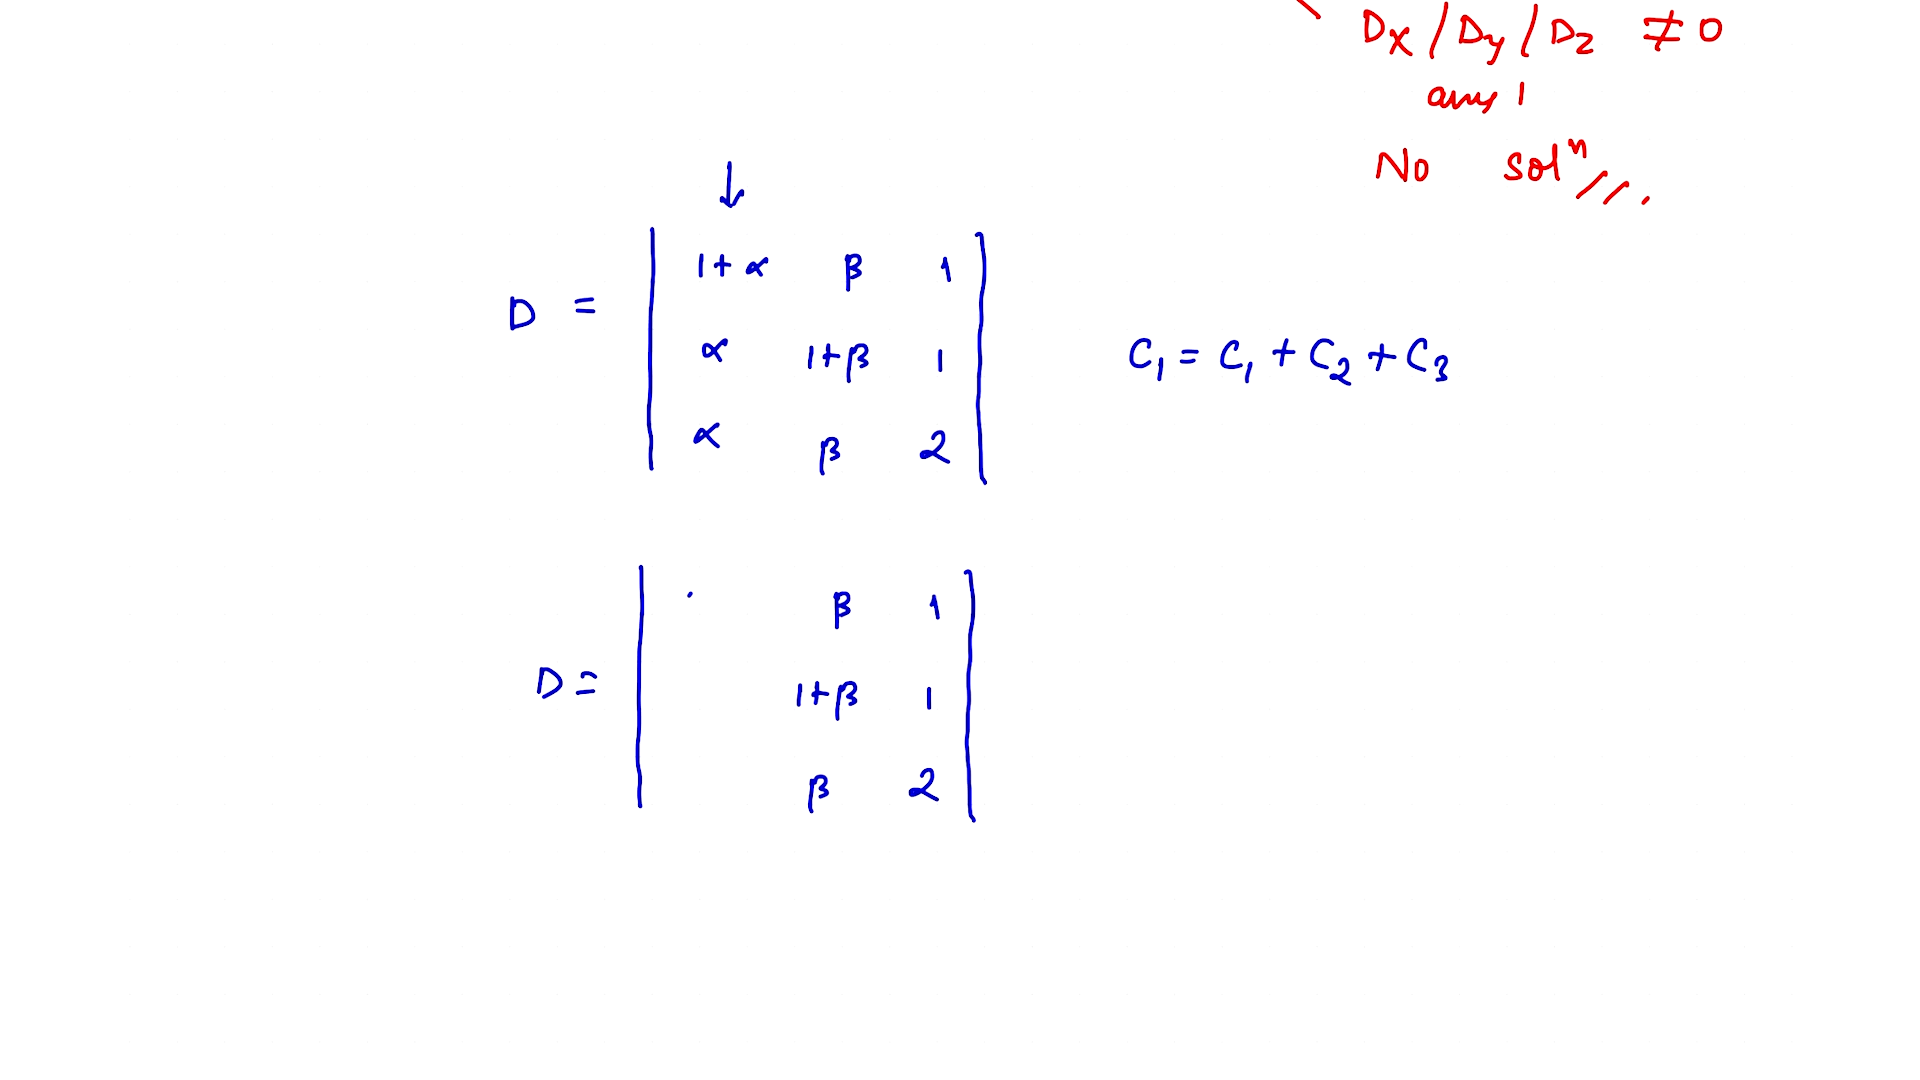 Dx / Dy / Dz ≠ 0
any 1
No solⁿ //.
↓
D = | 1+α β 1 |
| α 1+β 1 |
| α β 2 |
C₁ = C₁ + C₂ + C₃
D = | β 1 |
| 1+β 1 |
| β 2 |